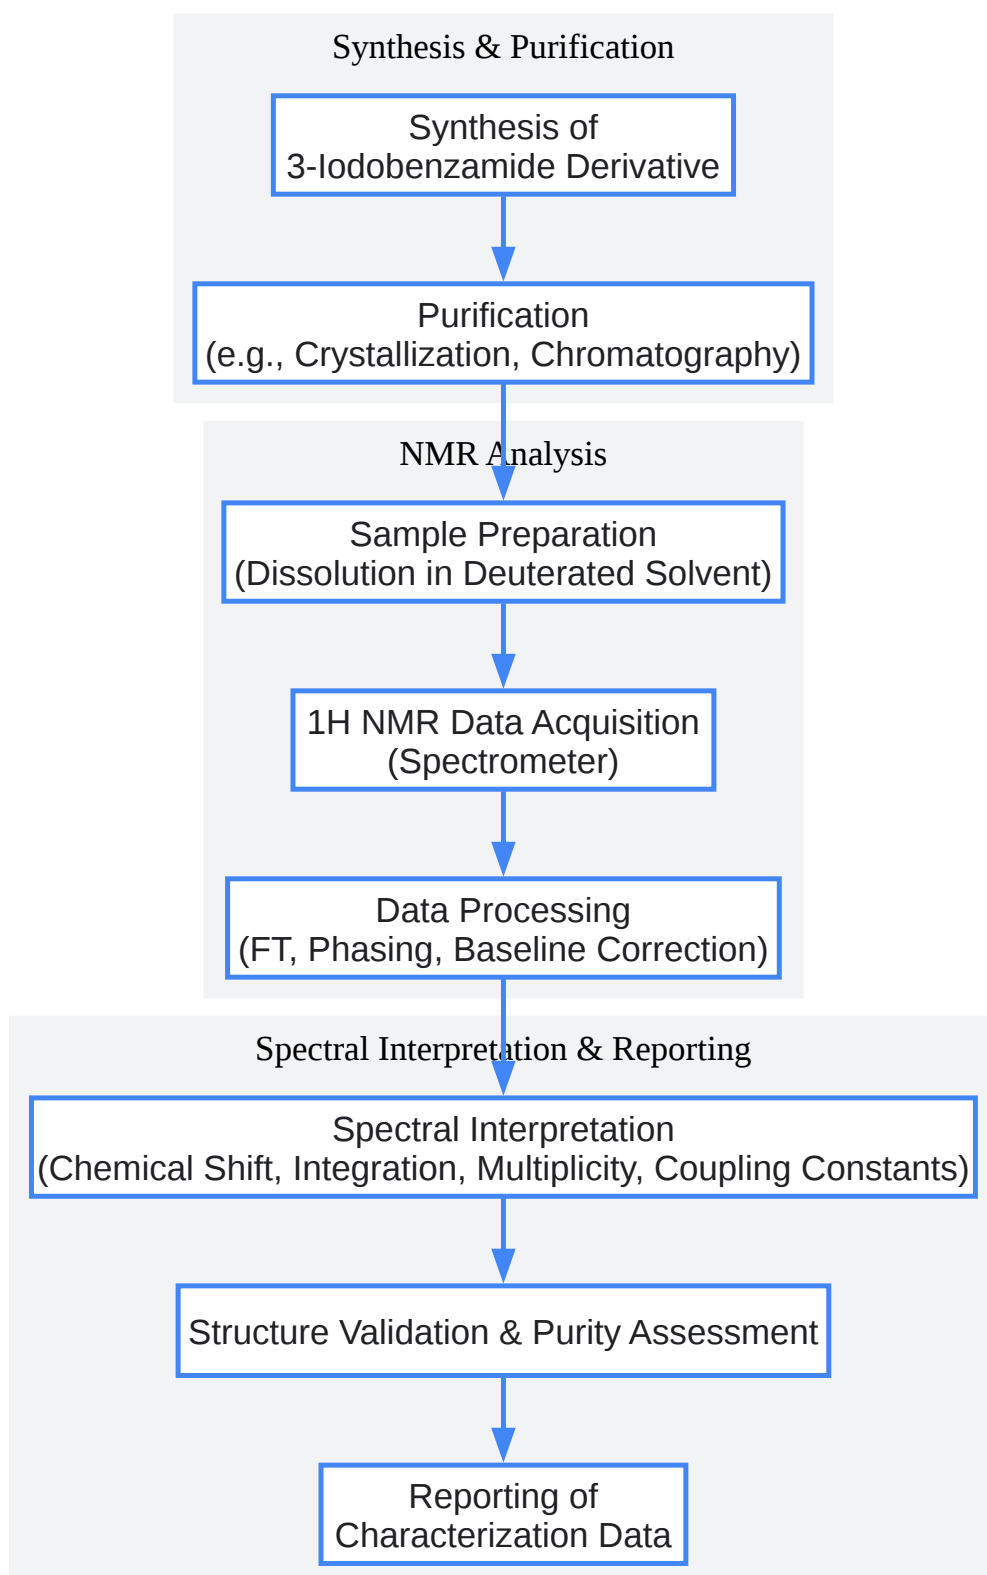 Synthesis & Purification
Synthesis of
3-Iodobenzamide Derivative
Purification
(e.g., Crystallization, Chromatography)
NMR Analysis
Sample Preparation
(Dissolution in Deuterated Solvent)
1H NMR Data Acquisition
(Spectrometer)
Data Processing
(FT, Phasing, Baseline Correction)
Spectral Interpretation & Reporting
Spectral Interpretation
(Chemical Shift, Integration, Multiplicity, Coupling Constants)
Structure Validation & Purity Assessment
Reporting of
Characterization Data